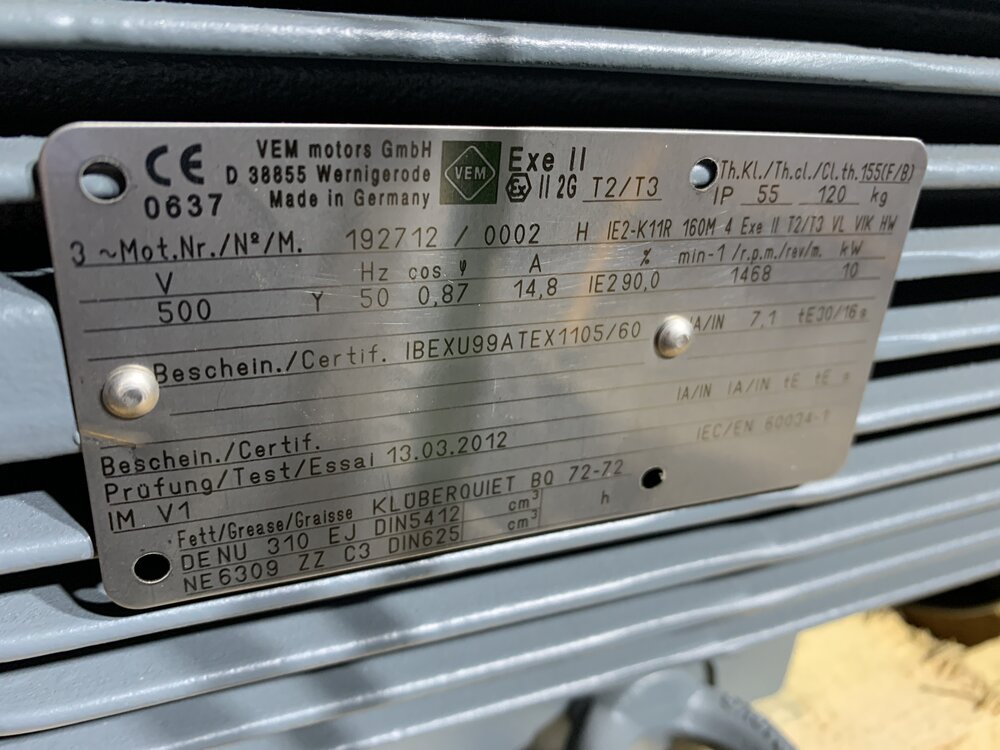 CE
0637
VEM motors GmbH
D 38855 Wernigerode
Made in Germany
VEM
Exe II
Ex II 2G T2/T3
Th.Kl./Th.cl./Cl.th. 155(F/B)
IP 55 120 kg
3 ~Mot.Nr./Nº/M. 192712 / 0002 H IE2-K11R 160M 4 Exe II T2/T3 VL VIK HW
V Hz cos φ A % min-1 /r.p.m./rev/m. kW
500 Y 50 0,87 14,8 IE2 90,0 1468 10
Beschein./Certif. IBEXU99ATEX1105/60 IA/IN 7,1 tE30/16 s
Beschein./Certif. IA/IN IA/IN tE tE s
Prüfung/Test/Essai 13.03.2012 IEC/EN 60034-1
IM V1
Fett/Grease/Graisse KLÜBERQUIET BQ 72-72
DE NU 310 EJ DIN5412 cm³ h
NE 6309 ZZ C3 DIN625 cm³